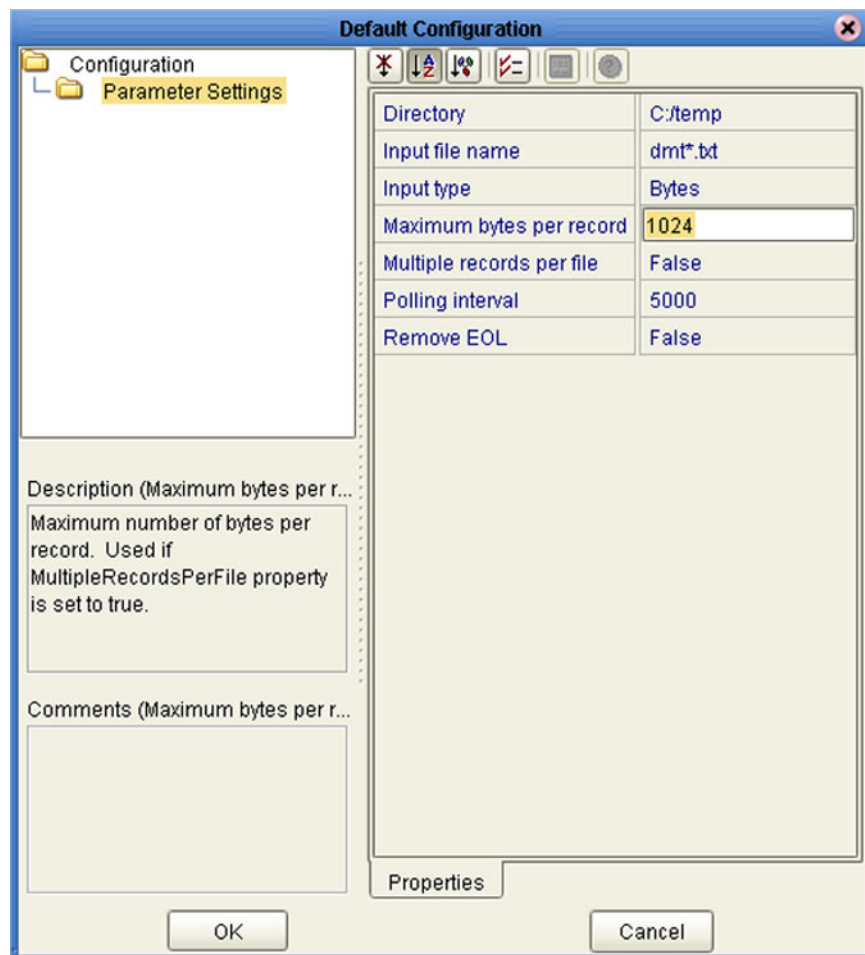 Default Configuration
Configuration
Parameter Settings
Directory C:/temp
Input file name dmt*.txt
Input type Bytes
Maximum bytes per record 1024
Multiple records per file False
Polling interval 5000
Remove EOL False
Description (Maximum bytes per r...
Maximum number of bytes per
record. Used if
MultipleRecordsPerFile property
is set to true.
Comments (Maximum bytes per r...
Properties
OK Cancel